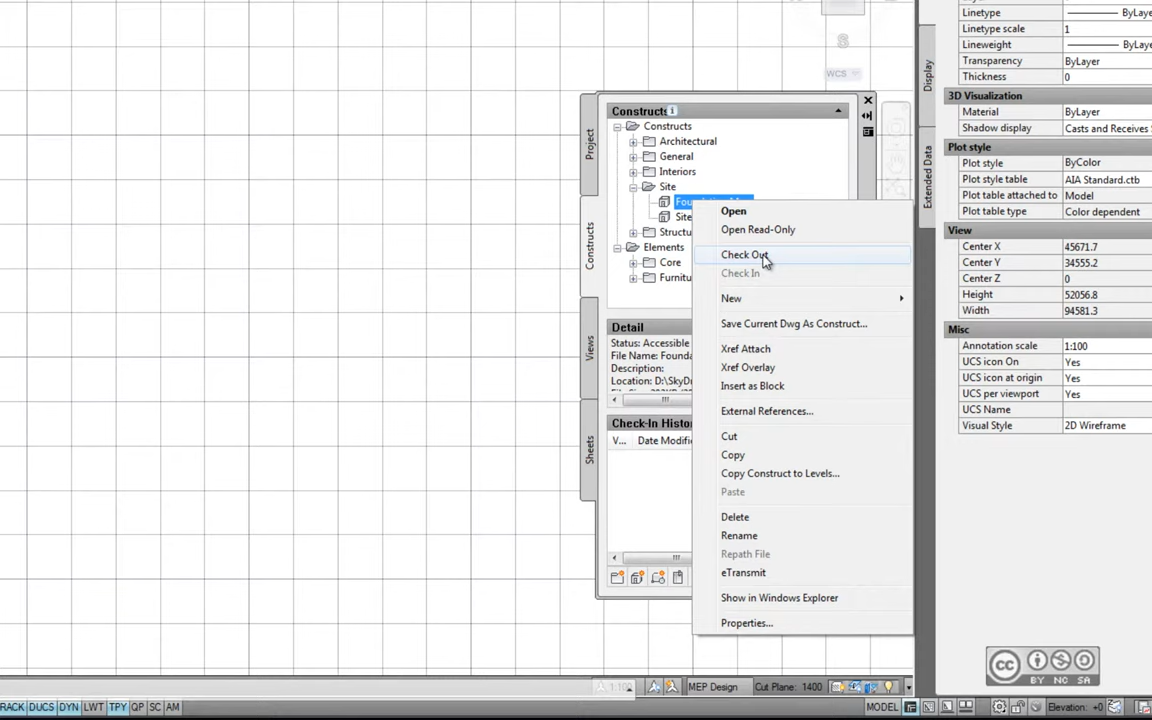 S
WCS
Project
Constructs
Views
Sheets
Constructs
Constructs
Architectural
General
Interiors
Site
Site
Elements
Core
Detail
Status: Accessible
Description:
V... Date Modifi
Open
Open Read-Only
Check Out
Check In
New
Save Current Dwg As Construct...
Xref Attach
Xref Overlay
Insert as Block
External References...
Cut
Copy
Copy Construct to Levels...
Paste
Delete
Rename
Repath File
eTransmit
Show in Windows Explorer
Properties...
Display
Extended Data
Linetype ByLaye
Linetype scale 1
Lineweight ByLaye
Transparency ByLayer
Thickness 0
3D Visualization
Material ByLayer
Shadow display Casts and Receives
Plot style
Plot style ByColor
Plot style table AIA Standard.ctb
Plot table attached to Model
Plot table type Color dependent
View
Center X 45671.7
Center Y 34555.2
Center Z 0
Height 52056.8
Width 94581.3
Misc
Annotation scale 1:100
UCS icon On Yes
UCS icon at origin Yes
UCS per viewport Yes
UCS Name
Visual Style 2D Wireframe
CC BY NC SA
1:100 MEP Design Cut Plane: 1400
RACK DUCS DYN LWT TPY QP SC AM MODEL Elevation: +0